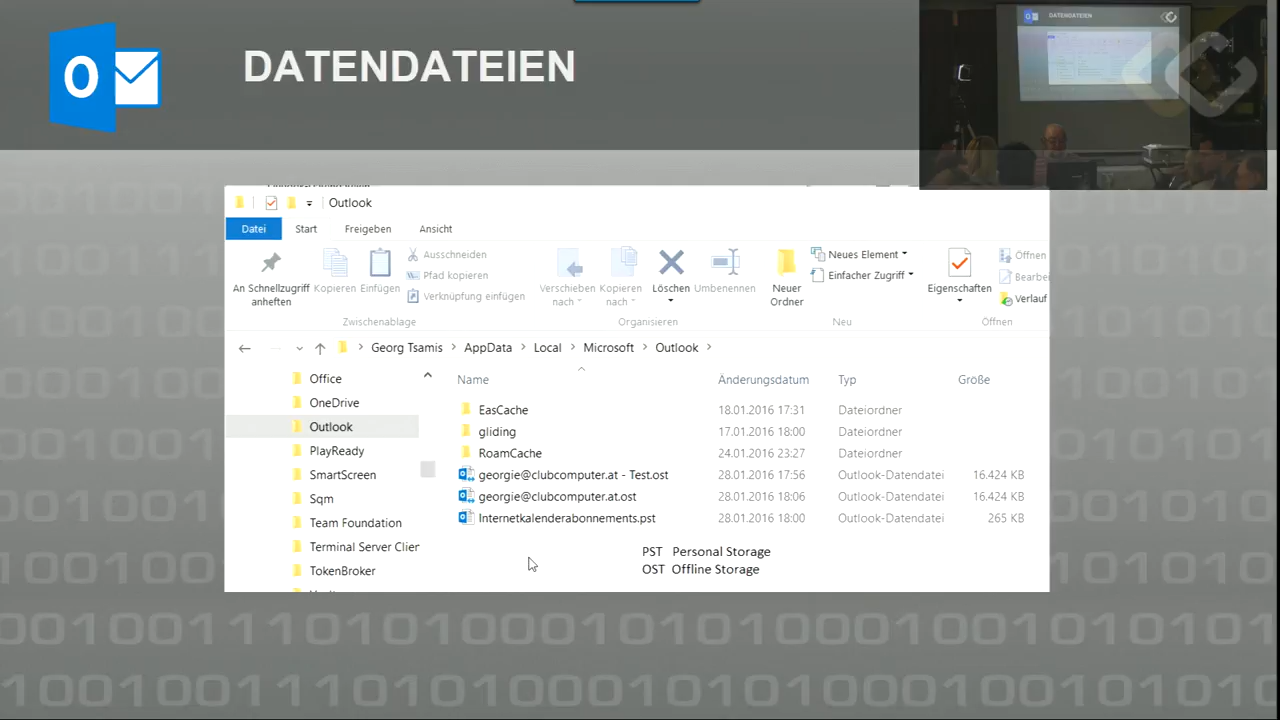 O
DATENDATEIEN
DATENDATEIEN
Outlook
Datei Start Freigeben Ansicht
An Schnellzugriff anheften
Kopieren
Einfügen
Ausschneiden
Pfad kopieren
Verknüpfung einfügen
Verschieben nach
Kopieren nach
Löschen
Umbenennen
Neuer Ordner
Neues Element
Einfacher Zugriff
Eigenschaften
Öffnen
Bearbei
Verlauf
Zwischenablage Organisieren Neu Öffnen
Georg Tsamis > AppData > Local > Microsoft > Outlook >
Office
OneDrive
Outlook
PlayReady
SmartScreen
Sqm
Team Foundation
Terminal Server Clier
TokenBroker
Name Änderungsdatum Typ Größe
EasCache 18.01.2016 17:31 Dateiordner
gliding 17.01.2016 18:00 Dateiordner
RoamCache 24.01.2016 23:27 Dateiordner
georgie@clubcomputer.at - Test.ost 28.01.2016 17:56 Outlook-Datendatei 16.424 KB
georgie@clubcomputer.at.ost 28.01.2016 18:06 Outlook-Datendatei 16.424 KB
Internetkalenderabonnements.pst 28.01.2016 18:00 Outlook-Datendatei 265 KB
PST Personal Storage
OST Offline Storage